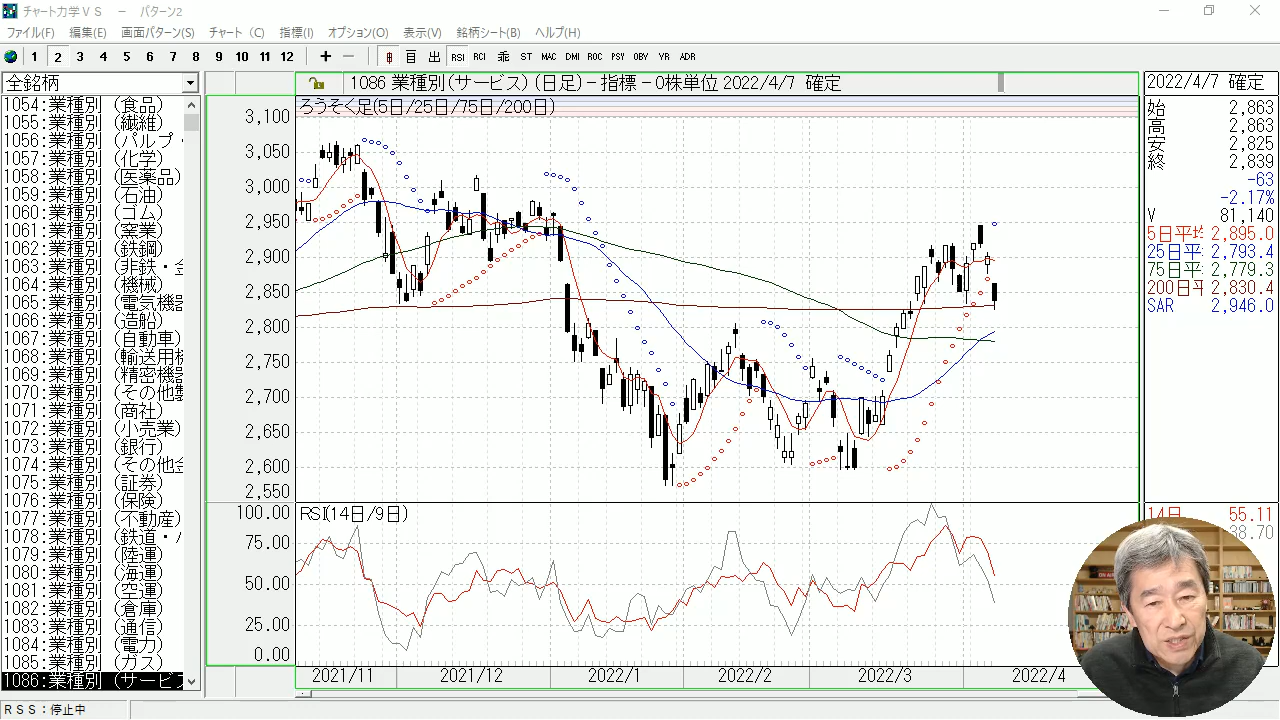 チャート力学ＶＳ － パターン2
ファイル(F) 編集(E) 画面パターン(S) チャート (C) 指標(I) オプション(O) 表示(V) 銘柄シート(B) ヘルプ(H)
1 2 3 4 5 6 7 8 9 10 11 12 + − 日 出 RSI RCI 乖 ST MAC DMI ROC PSY OBY YR ADR
全銘柄
1086 業種別(サービス) (日足)－指標－0株単位 2022/4/7 確定
2022/4/7 確定
ろうそく足(5日/25日/75日/200日)
1054:業種別 (食品)
1055:業種別 (繊維)
1056:業種別 (パルプ・
1057:業種別 (化学)
1058:業種別 (医薬品)
1059:業種別 (石油)
1060:業種別 (ゴム)
1061:業種別 (窯業)
1062:業種別 (鉄鋼)
1063:業種別 (非鉄・金
1064:業種別 (機械)
1065:業種別 (電気機器
1066:業種別 (造船)
1067:業種別 (自動車)
1068:業種別 (輸送用機
1069:業種別 (精密機器
1070:業種別 (その他製
1071:業種別 (商社)
1072:業種別 (小売業)
1073:業種別 (銀行)
1074:業種別 (その他金
1075:業種別 (証券)
1076:業種別 (保険)
1077:業種別 (不動産)
1078:業種別 (鉄道・バ
1079:業種別 (陸運)
1080:業種別 (海運)
1081:業種別 (空運)
1082:業種別 (倉庫)
1083:業種別 (通信)
1084:業種別 (電力)
1085:業種別 (ガス)
1086:業種別 (サービス
3,100
3,050
3,000
2,950
2,900
2,850
2,800
2,750
2,700
2,650
2,600
2,550
RSI(14日/9日)
100.00
75.00
50.00
25.00
0.00
2021/11 2021/12 2022/1 2022/2 2022/3 2022/4
始 2,863
高 2,863
安 2,825
終 2,839
-63
-2.17%
V 81,140
5日平均 2,895.0
25日平 2,793.4
75日平 2,779.3
200日平 2,830.4
SAR 2,946.0
14日 55.11
38.70
ＲＳＳ：停止中